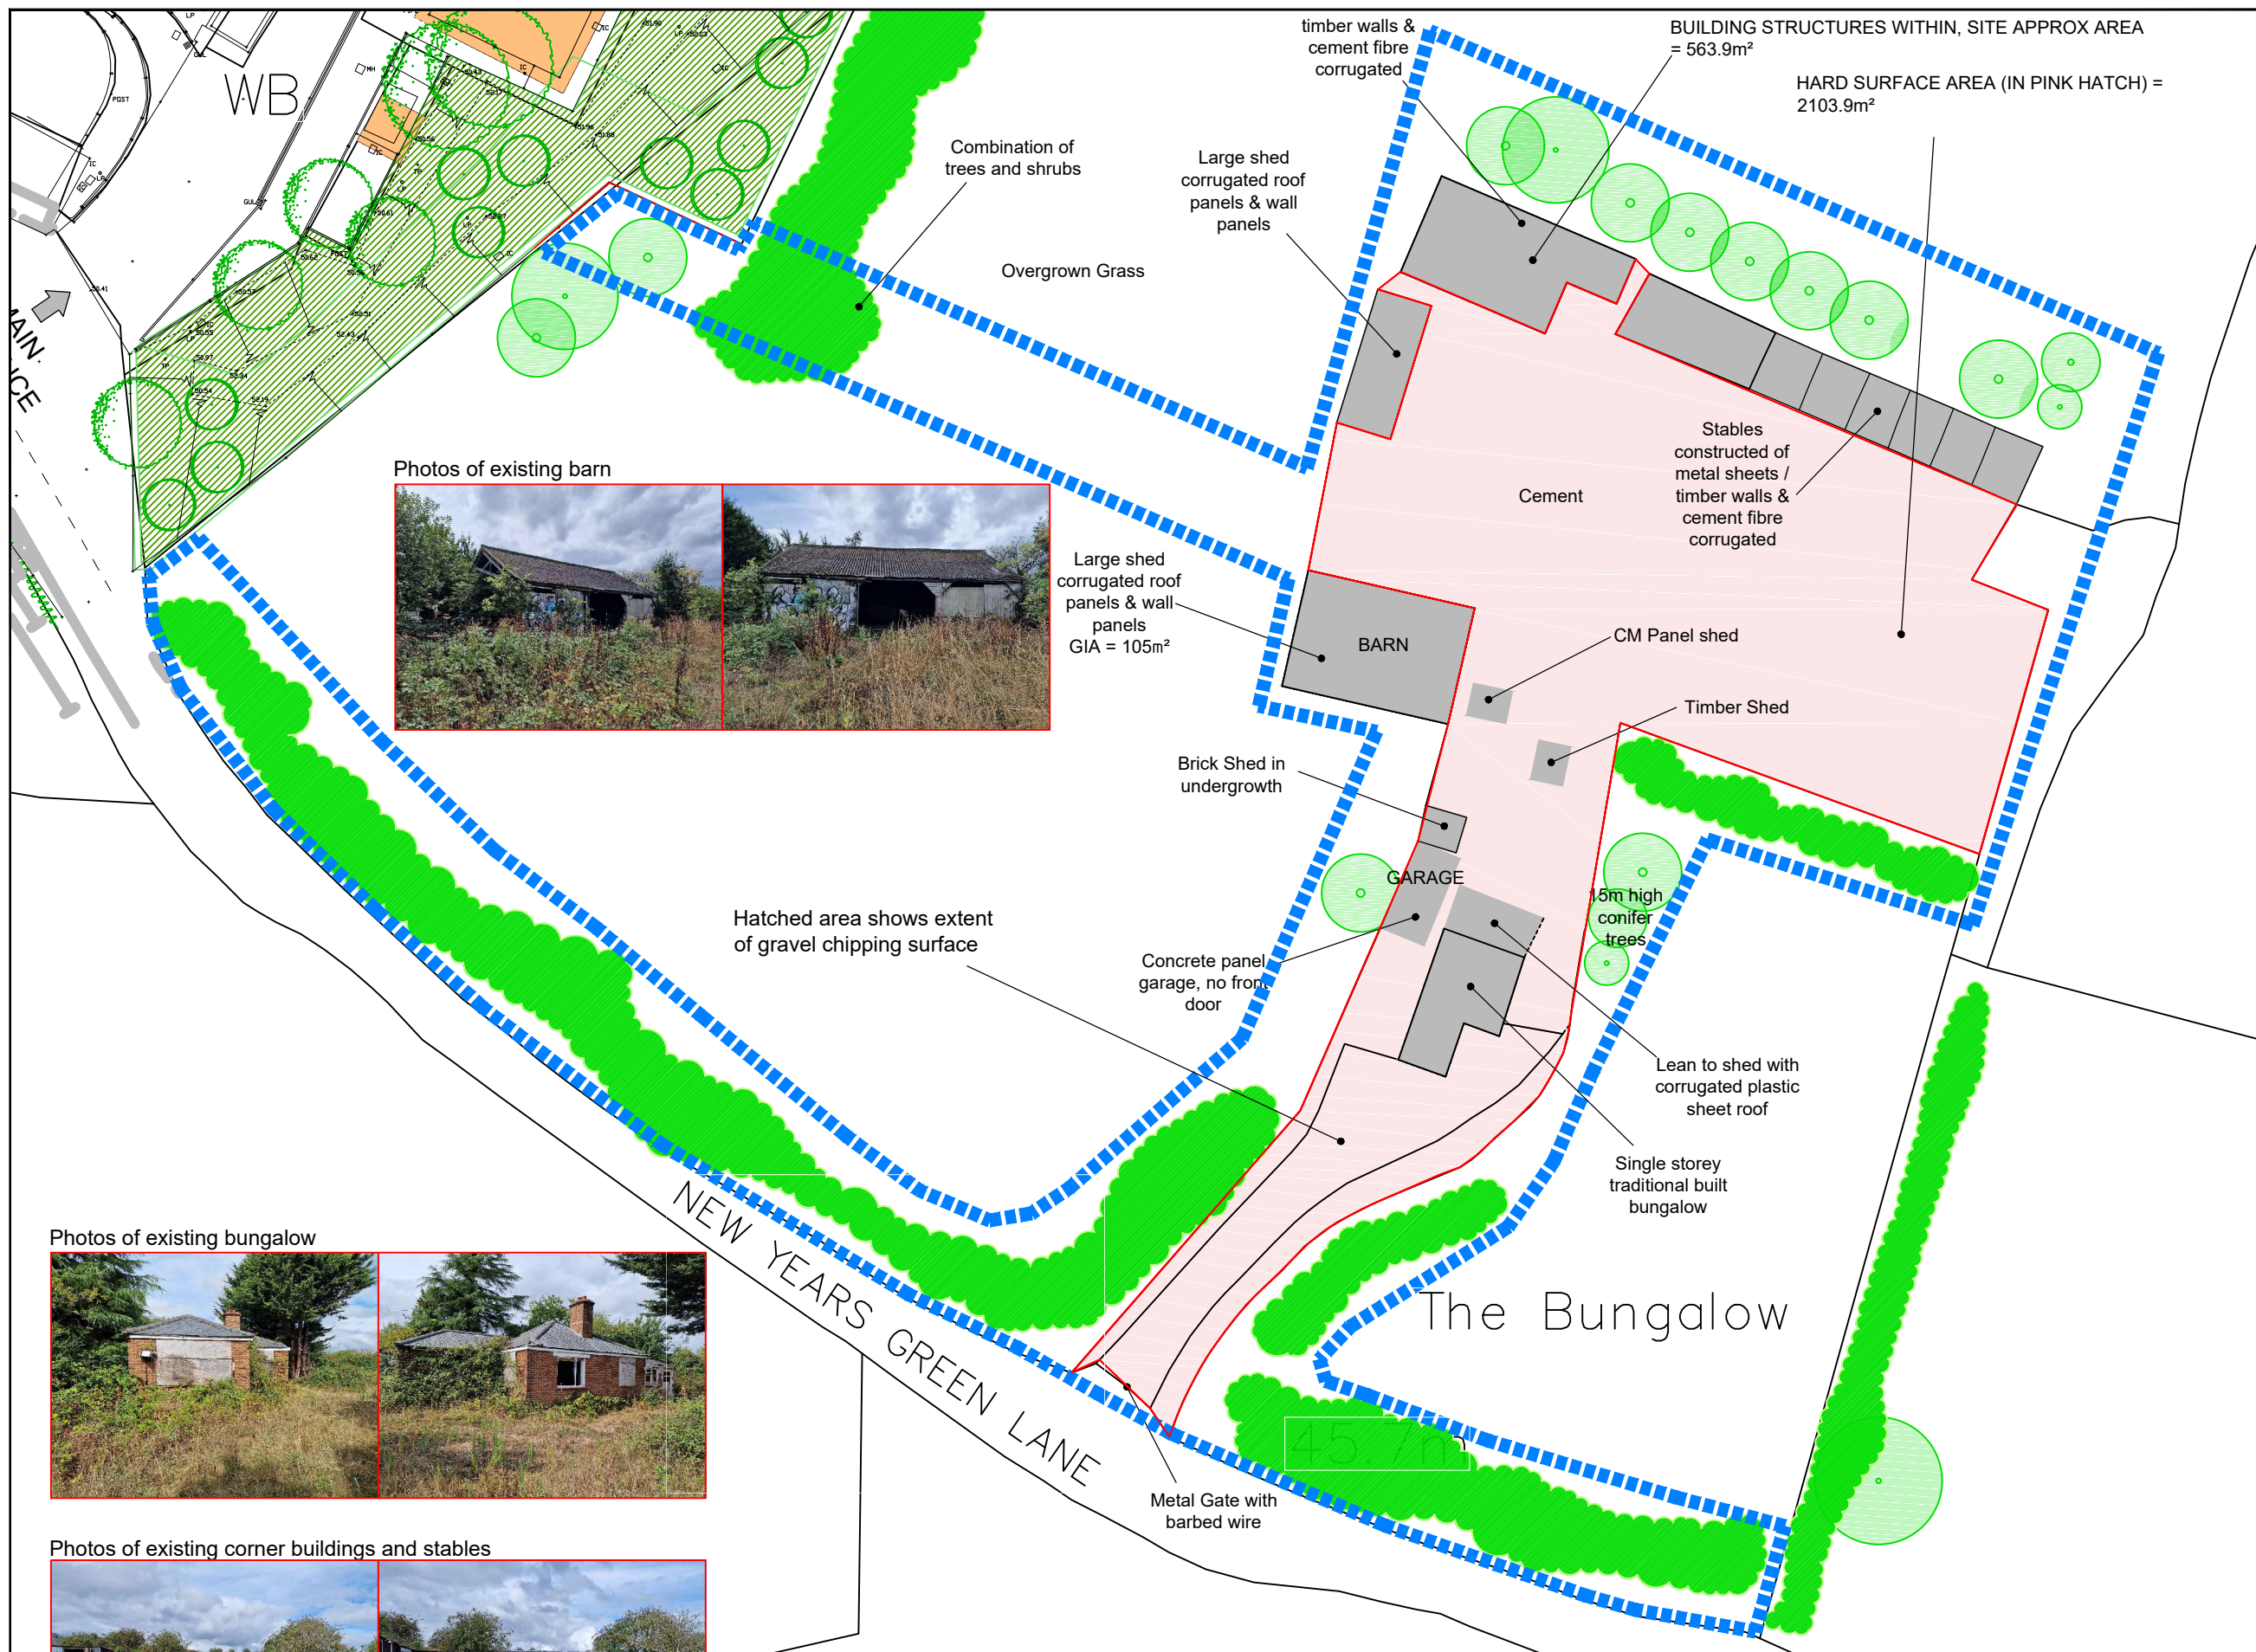 WB
POST
MAIN
timber walls &
cement fibre
corrugated
BUILDING STRUCTURES WITHIN, SITE APPROX AREA
= 563.9m²
HARD SURFACE AREA (IN PINK HATCH) =
2103.9m²
Combination of
trees and shrubs
Large shed
corrugated roof
panels & wall
panels
Overgrown Grass
Stables
constructed of
metal sheets /
timber walls &
cement fibre
corrugated
Cement
Photos of existing barn
Large shed
corrugated roof
panels & wall
panels
GIA = 105m²
BARN
CM Panel shed
Timber Shed
Brick Shed in
undergrowth
GARAGE
15m high
conifer
trees
Hatched area shows extent
of gravel chipping surface
Concrete panel
garage, no front
door
Lean to shed with
corrugated plastic
sheet roof
Single storey
traditional built
bungalow
NEW YEARS GREEN LANE
The Bungalow
45.7m
Metal Gate with
barbed wire
Photos of existing bungalow
Photos of existing corner buildings and stables